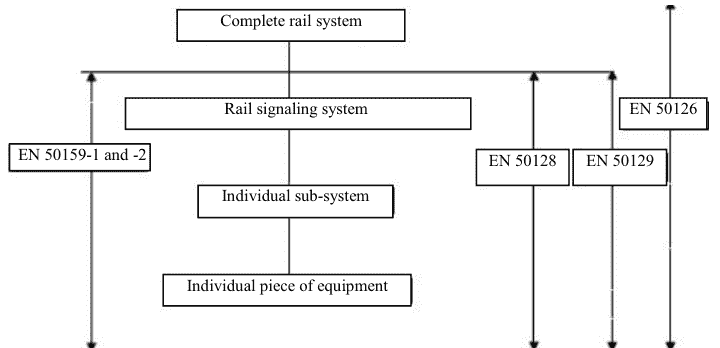 Complete rail system
Rail signaling system
EN 50126
EN 50159-1 and -2
EN 50128
EN 50129
Individual sub-system
Individual piece of equipment